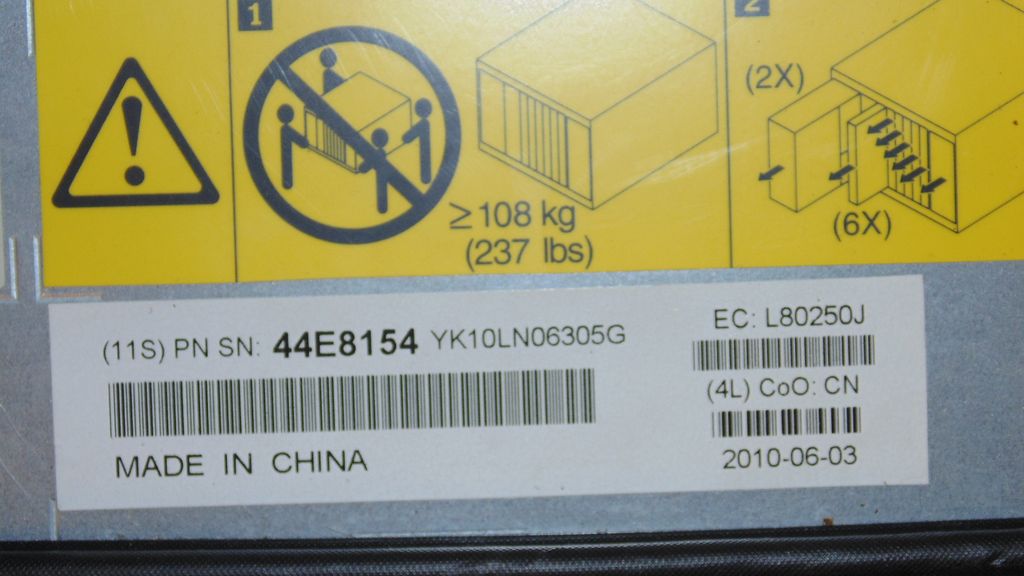 1
2
(2X)
≥ 108 kg
(237 lbs)
(6X)
(11S) PN SN: 44E8154 YK10LN06305G
MADE IN CHINA
EC: L80250J
(4L) CoO: CN
2010-06-03